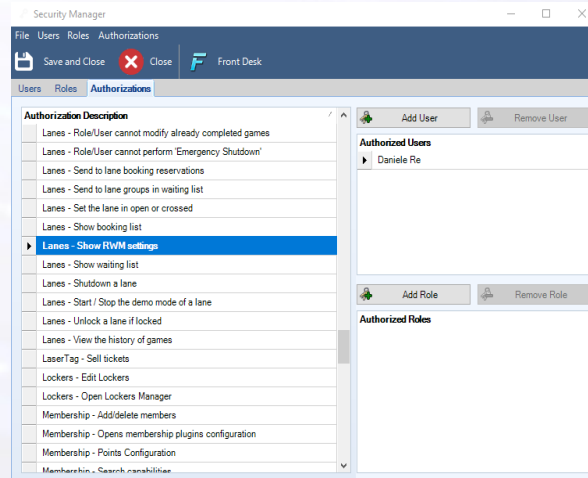 Security Manager
File Users Roles Authorizations
Save and Close Close Front Desk
Users Roles Authorizations
Authorization Description
Lanes - Role/User cannot modify already completed games
Lanes - Role/User cannot perform 'Emergency Shutdown'
Lanes - Send to lane booking reservations
Lanes - Send to lane groups in waiting list
Lanes - Set the lane in open or crossed
Lanes - Show booking list
Lanes - Show RWM settings
Lanes - Show waiting list
Lanes - Shutdown a lane
Lanes - Start / Stop the demo mode of a lane
Lanes - Unlock a lane if locked
Lanes - View the history of games
LaserTag - Sell tickets
Lockers - Edit Lockers
Lockers - Open Lockers Manager
Membership - Add/delete members
Membership - Opens membership plugins configuration
Membership - Points Configuration
Membership - Search capabilities
Add User Remove User
Authorized Users
Daniele Re
Add Role Remove Role
Authorized Roles